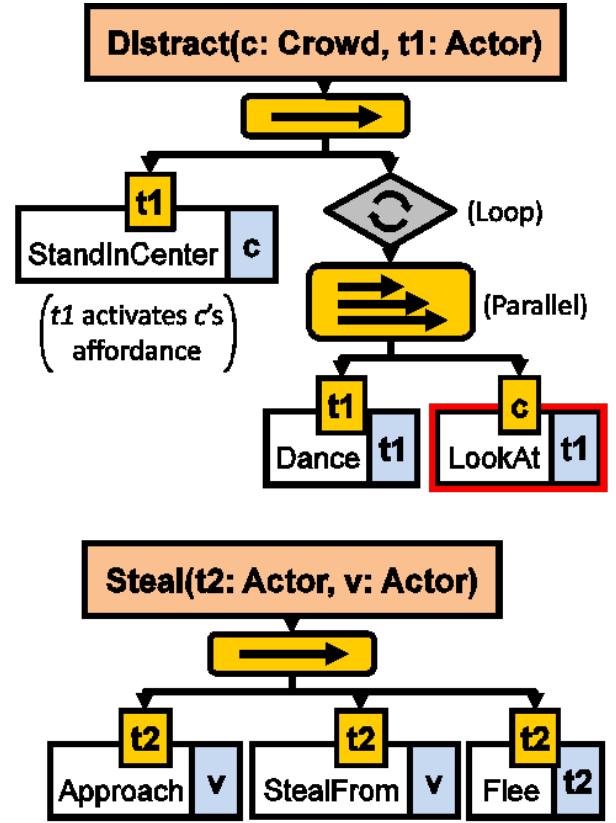 DIstract(c: Crowd, t1: Actor)
t1
StandInCenter c
(t1 activates c's
affordance)
(Loop)
(Parallel)
t1 c
Dance t1 LookAt t1
Steal(t2: Actor, v: Actor)
t2 t2 t2
Approach v StealFrom v Flee t2